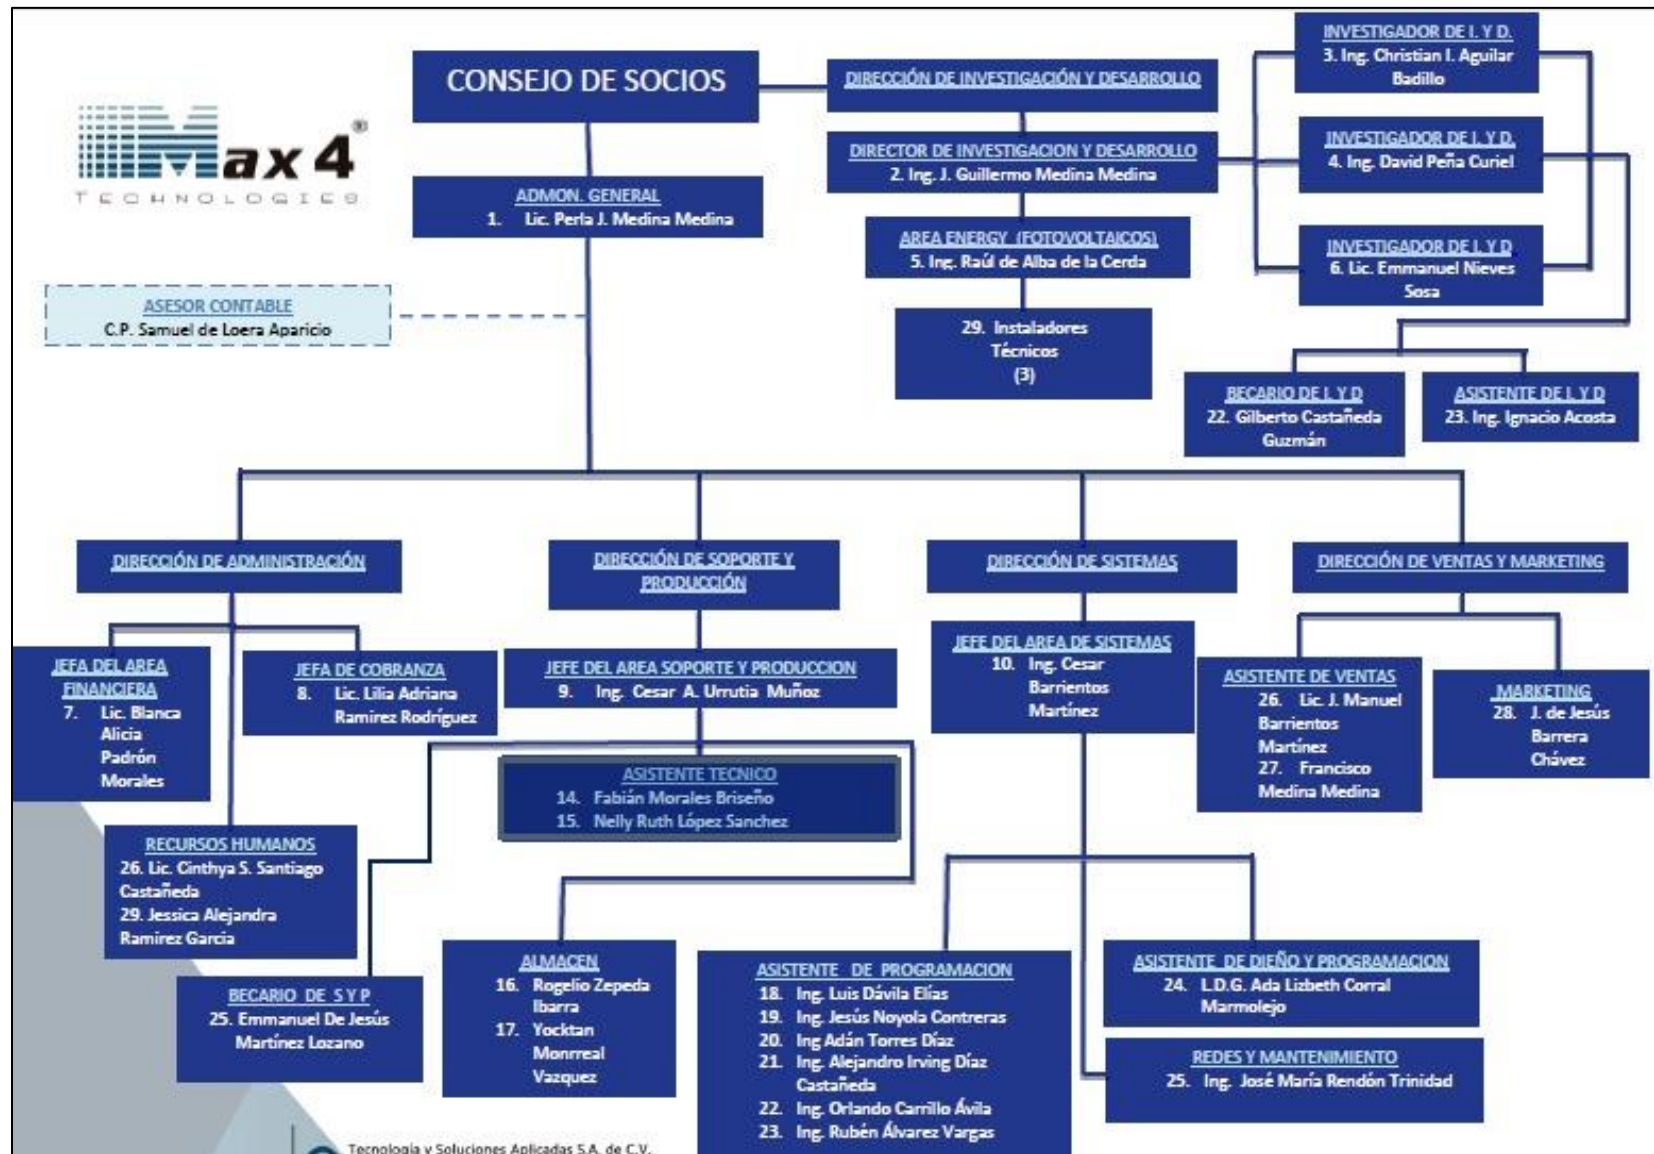 Max 4®
TECHNOLOGIES
CONSEJO DE SOCIOS
ADMON. GENERAL
1. Lic. Perla J. Medina Medina
ASESOR CONTABLE
C.P. Samuel de Loera Aparicio
DIRECCIÓN DE INVESTIGACIÓN Y DESARROLLO
DIRECTOR DE INVESTIGACION Y DESARROLLO
2. Ing. J. Guillermo Medina Medina
AREA ENERGY (FOTOVOLTAICOS)
5. Ing. Raúl de Alba de la Cerda
29. Instaladores
Técnicos
(3)
INVESTIGADOR DE I. Y D.
3. Ing. Christian I. Aguilar
Badillo
INVESTIGADOR DE I. Y D.
4. Ing. David Peña Curiel
INVESTIGADOR DE I. Y D
6. Lic. Emmanuel Nieves
Sosa
BECARIO DE I. Y D
22. Gilberto Castañeda
Guzmán
ASISTENTE DE I. Y D
23. Ing. Ignacio Acosta
DIRECCIÓN DE ADMINISTRACIÓN
JEFA DEL AREA
FINANCIERA
7. Lic. Blanca
Alicia
Padrón
Morales
JEFA DE COBRANZA
8. Lic. Lilia Adriana
Ramirez Rodríguez
RECURSOS HUMANOS
26. Lic. Cinthya S. Santiago
Castañeda
29. Jessica Alejandra
Ramirez Garcia
DIRECCIÓN DE SOPORTE Y
PRODUCCIÓN
JEFE DEL AREA SOPORTE Y PRODUCCION
9. Ing. Cesar A. Urrutia Muñoz
ASISTENTE TECNICO
14. Fabián Morales Briseño
15. Nelly Ruth López Sanchez
BECARIO DE S Y P
25. Emmanuel De Jesús
Martínez Lozano
ALMACEN
16. Rogelio Zepeda
Ibarra
17. Yocktan
Monrreal
Vazquez
DIRECCIÓN DE SISTEMAS
JEFE DEL AREA DE SISTEMAS
10. Ing. Cesar
Barrientos
Martínez
ASISTENTE DE PROGRAMACION
18. Ing. Luis Dávila Elías
19. Ing. Jesús Noyola Contreras
20. Ing Adán Torres Díaz
21. Ing. Alejandro Irving Díaz
Castañeda
22. Ing. Orlando Carrillo Ávila
23. Ing. Rubén Álvarez Vargas
ASISTENTE DE DIEÑO Y PROGRAMACION
24. L.D.G. Ada Lizbeth Corral
Marmolejo
REDES Y MANTENIMIENTO
25. Ing. José María Rendón Trinidad
DIRECCIÓN DE VENTAS Y MARKETING
ASISTENTE DE VENTAS
26. Lic. J. Manuel
Barrientos
Martínez
27. Francisco
Medina Medina
MARKETING
28. J. de Jesús
Barrera
Chávez
Tecnología y Soluciones Aplicadas S.A. de C.V.